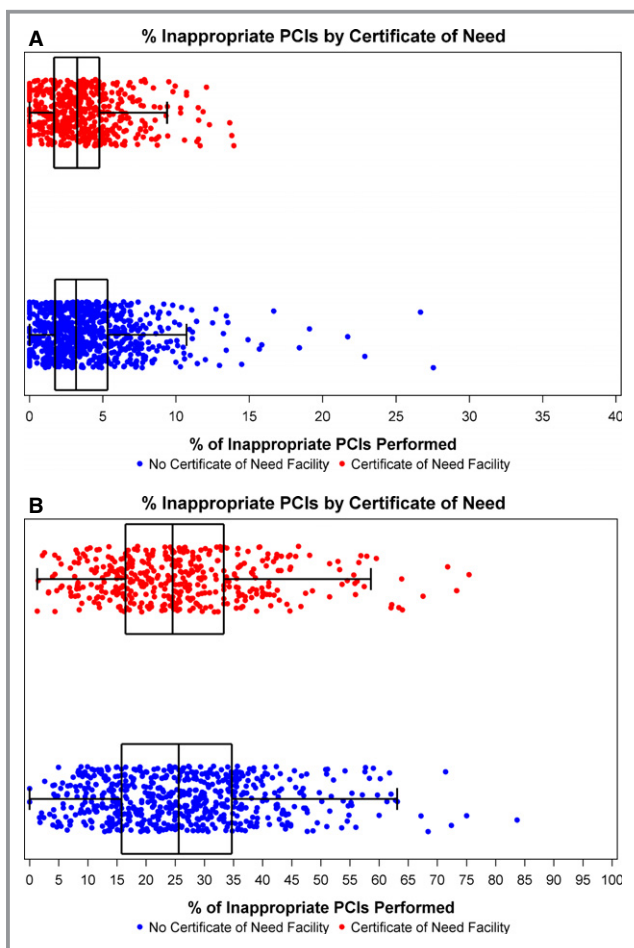 A
% Inappropriate PCIs by Certificate of Need
0 5 10 15 20 25 30 35 40
% of Inappropriate PCIs Performed
No Certificate of Need Facility Certificate of Need Facility
B
% Inappropriate PCIs by Certificate of Need
0 5 10 15 20 25 30 35 40 45 50 55 60 65 70 75 80 85 90 95 100
% of Inappropriate PCIs Performed
No Certificate of Need Facility Certificate of Need Facility